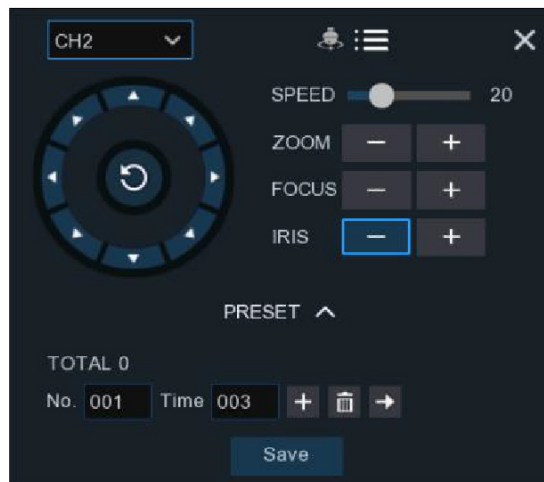 CH2
SPEED 20
ZOOM − +
FOCUS − +
IRIS − +
PRESET
TOTAL 0
No. 001 Time 003 +
Save